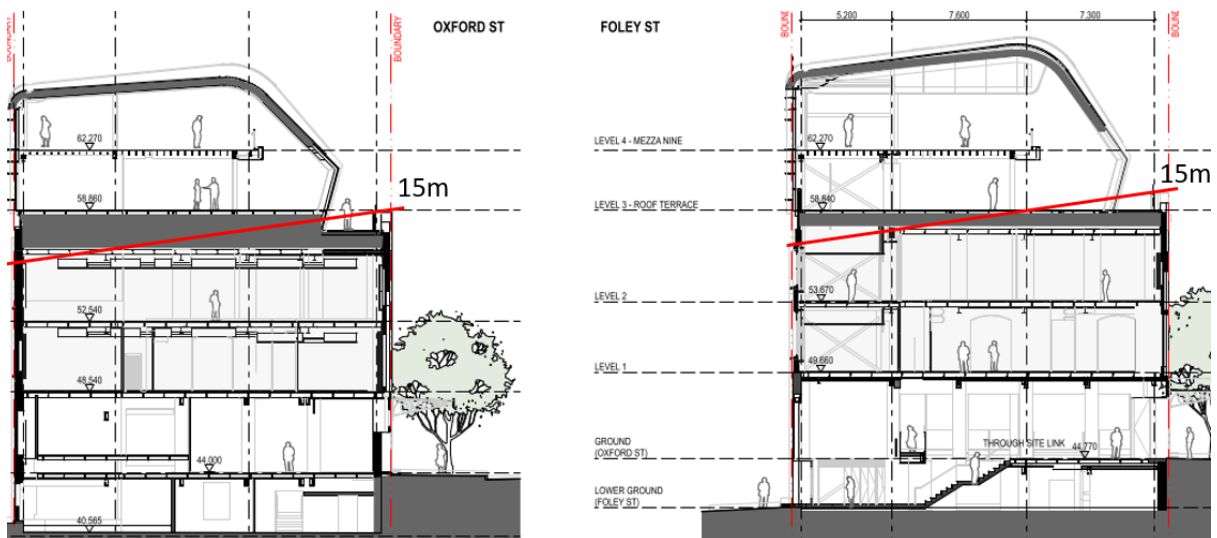 BOUNDARY
OXFORD ST
BOUNDARY
15m
62.270
58.860
52.540
48.540
44.000
40.565
FOLEY ST
5,200
7,600
7,300
15m
LEVEL 4 - MEZZA NINE
62.270
LEVEL 3 - ROOF TERRACE
58.840
LEVEL 2
53.670
LEVEL 1
49.660
GROUND
(OXFORD ST)
THROUGH SITE LINK
44.770
LOWER GROUND
(FOLEY ST)